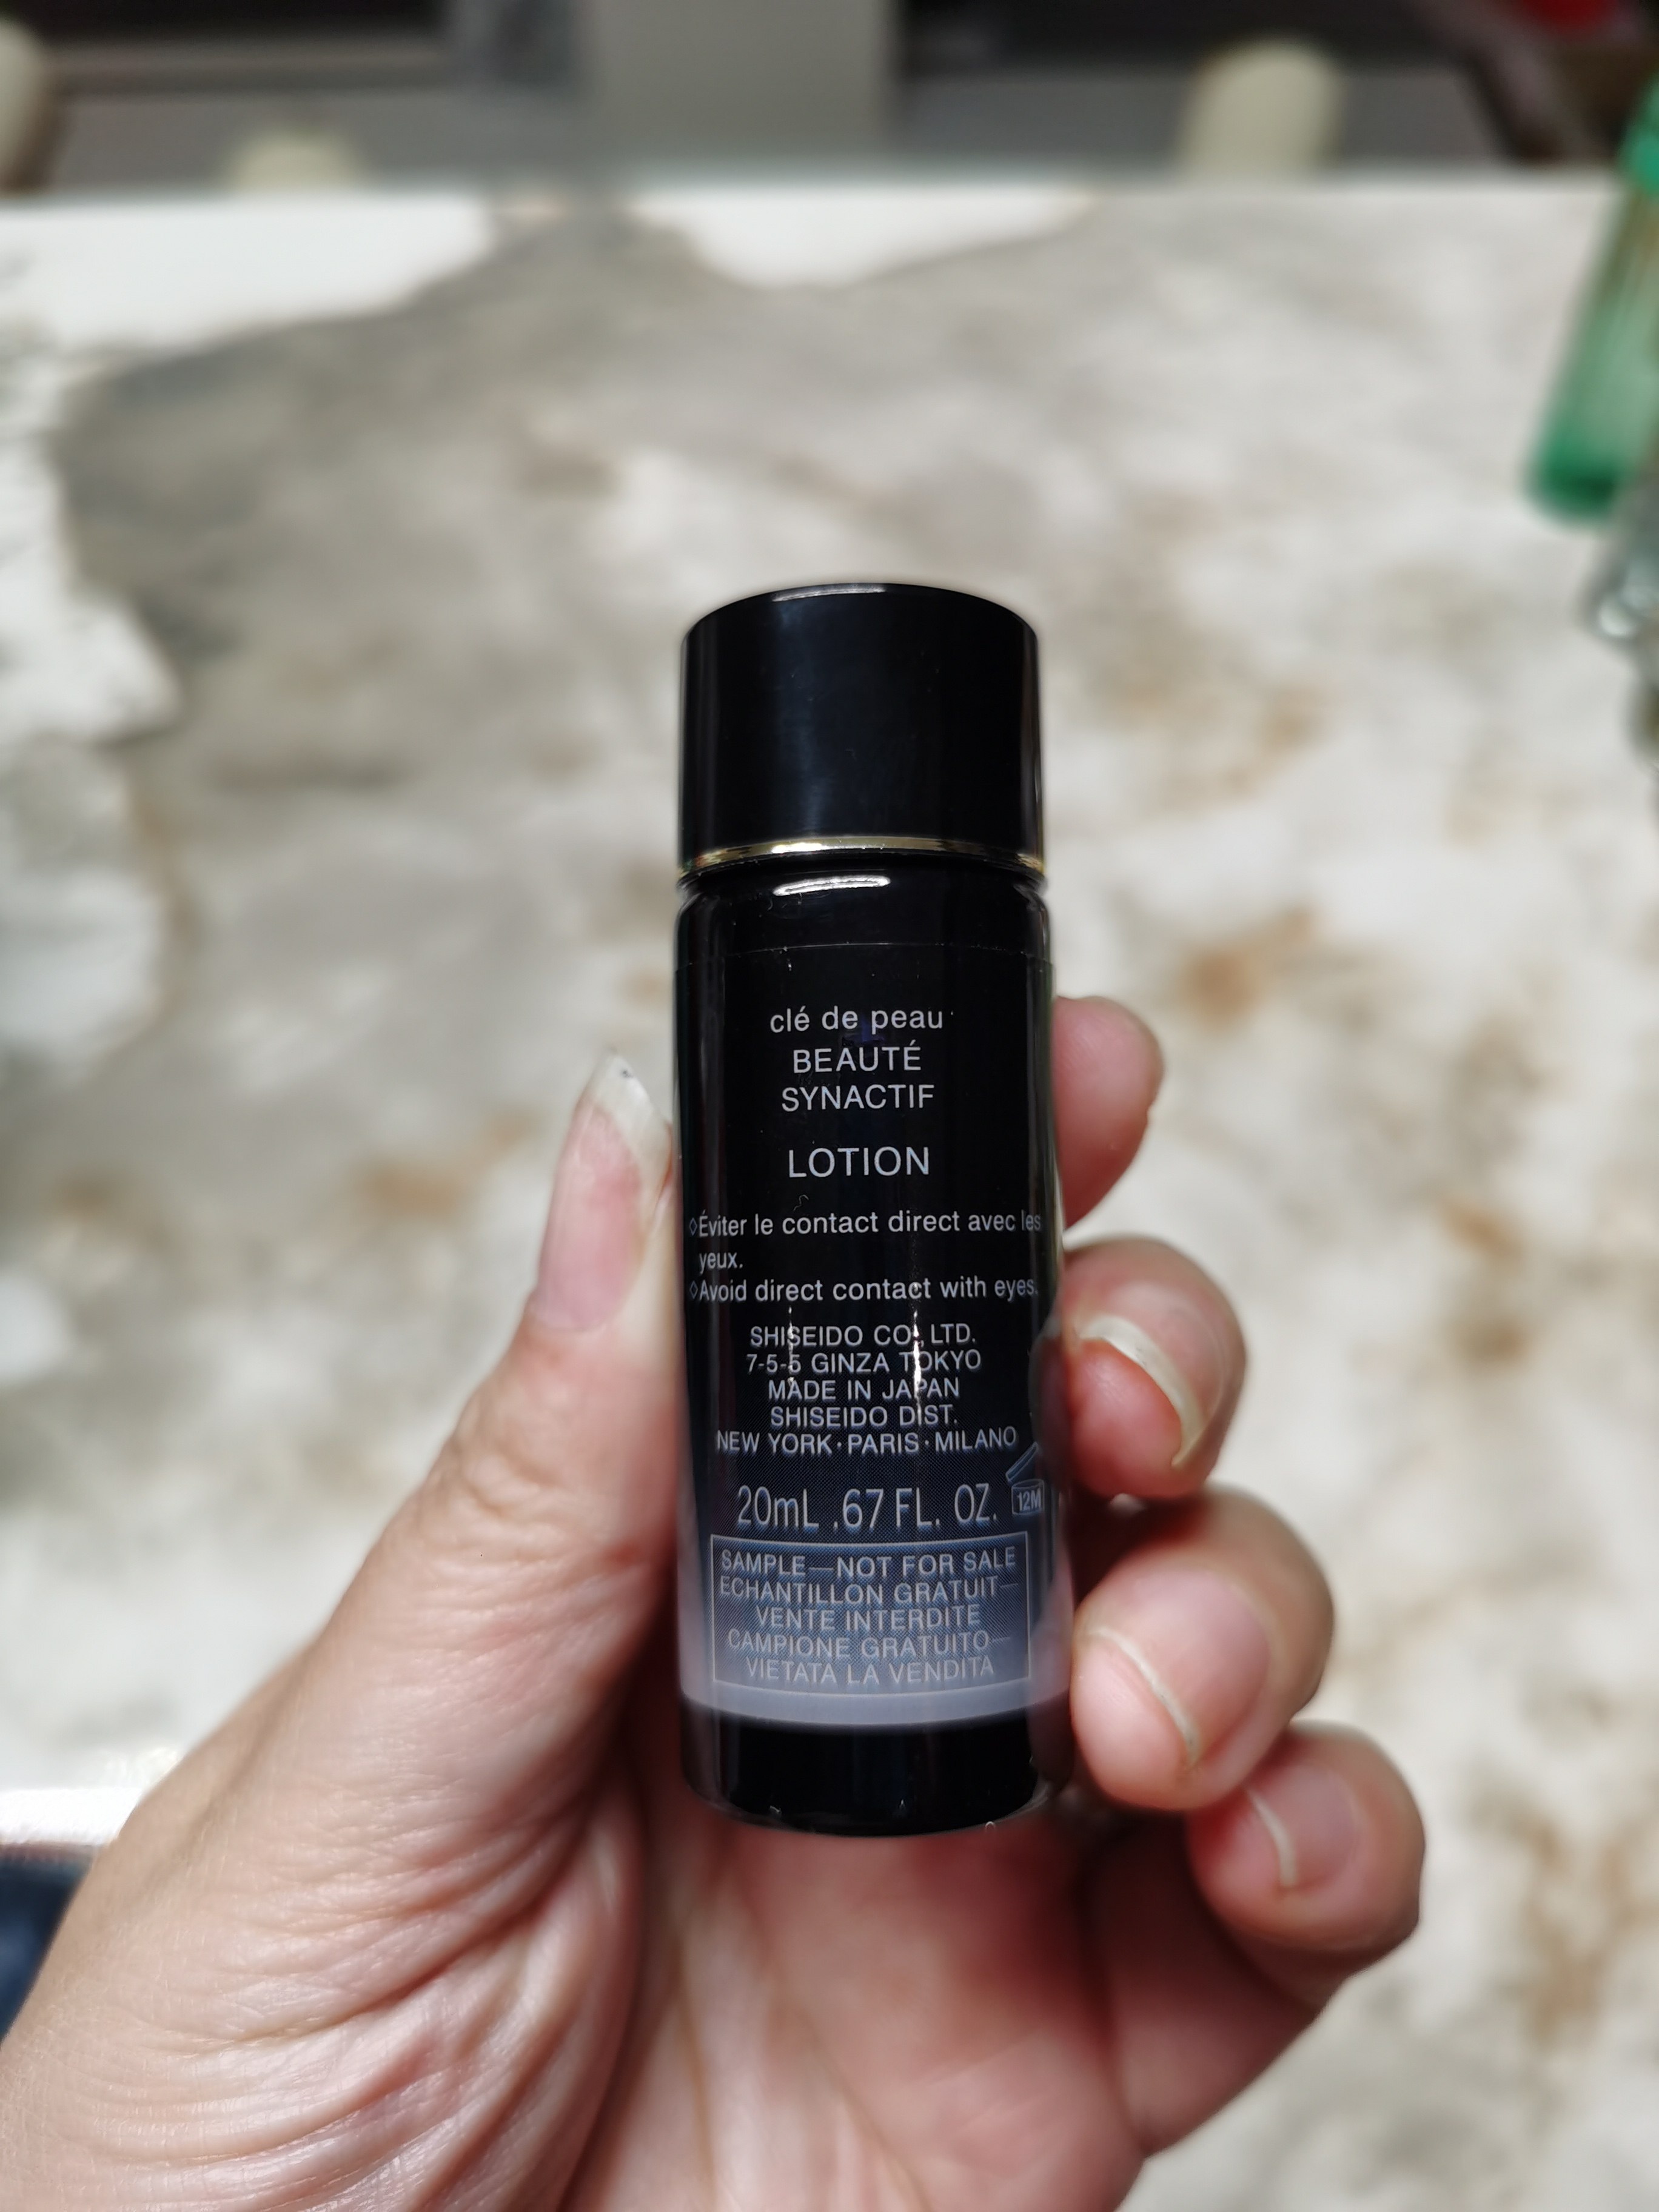 clé de peau
BEAUTÉ
SYNACTIF
LOTION
◇Éviter le contact direct avec les
yeux.
◇Avoid direct contact with eyes.
SHISEIDO CO., LTD.
7-5-5 GINZA TOKYO
MADE IN JAPAN
SHISEIDO DIST.
NEW YORK·PARIS·MILANO
20mL .67 FL. OZ.
12M
SAMPLE—NOT FOR SALE
ECHANTILLON GRATUIT—
VENTE INTERDITE
CAMPIONE GRATUITO—
VIETATA LA VENDITA